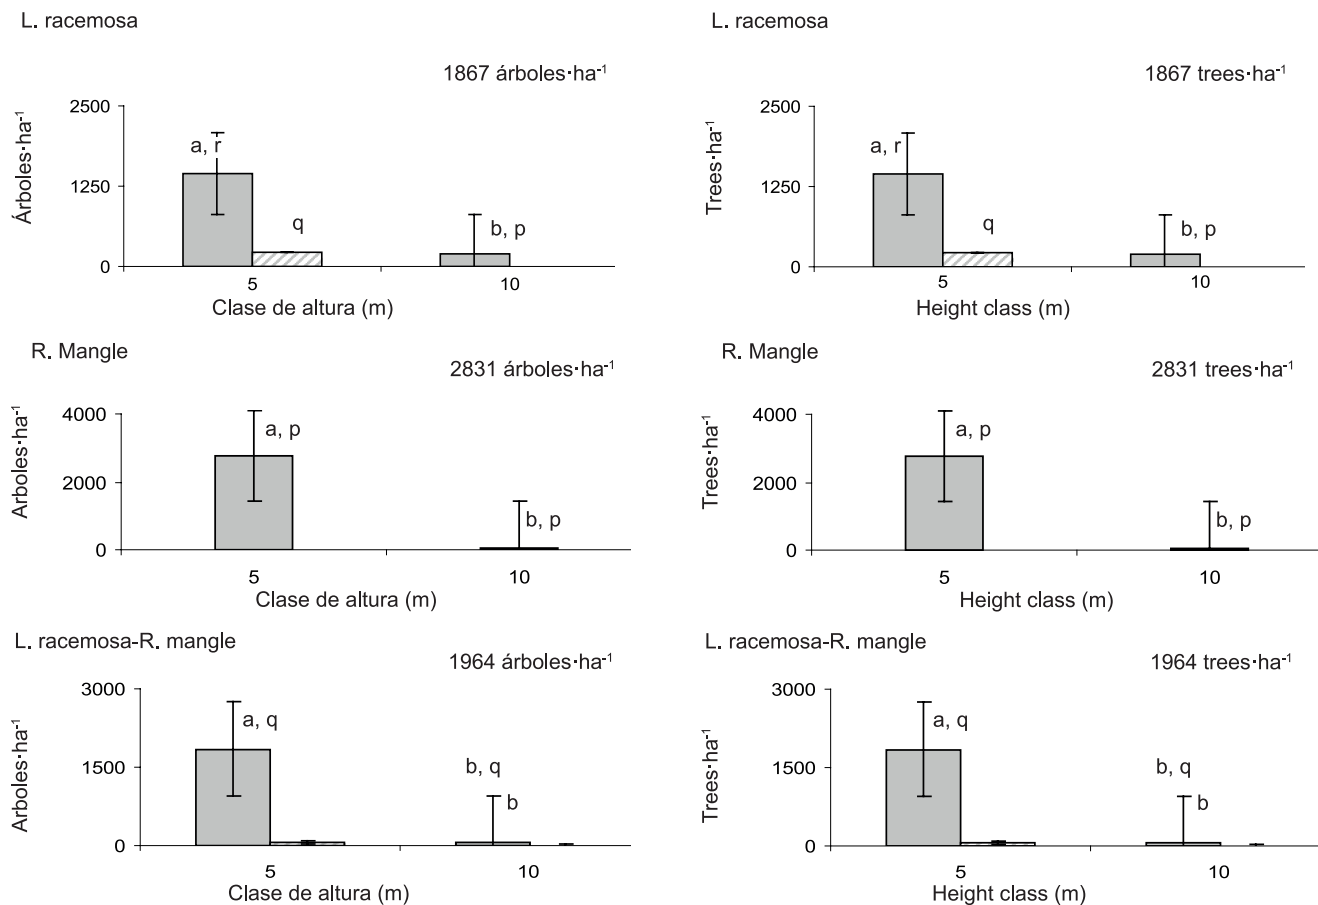 L. racemosa
1867 árboles·ha⁻¹
Árboles·ha⁻¹
2500
1250
0
a, r
q
b, p
5
10
Clase de altura (m)
L. racemosa
1867 trees·ha⁻¹
Trees·ha⁻¹
2500
1250
0
a, r
q
b, p
5
10
Height class (m)
R. Mangle
2831 árboles·ha⁻¹
Arboles·ha⁻¹
4000
2000
0
a, p
b, p
5
10
Clase de altura (m)
R. Mangle
2831 trees·ha⁻¹
Trees·ha⁻¹
4000
2000
0
a, p
b, p
5
10
Height class (m)
L. racemosa-R. mangle
1964 árboles·ha⁻¹
Arboles·ha⁻¹
3000
1500
0
a, q
b, q
b
5
10
Clase de altura (m)
L. racemosa-R. mangle
1964 trees·ha⁻¹
Trees·ha⁻¹
3000
1500
0
a, q
b, q
b
5
10
Height class (m)